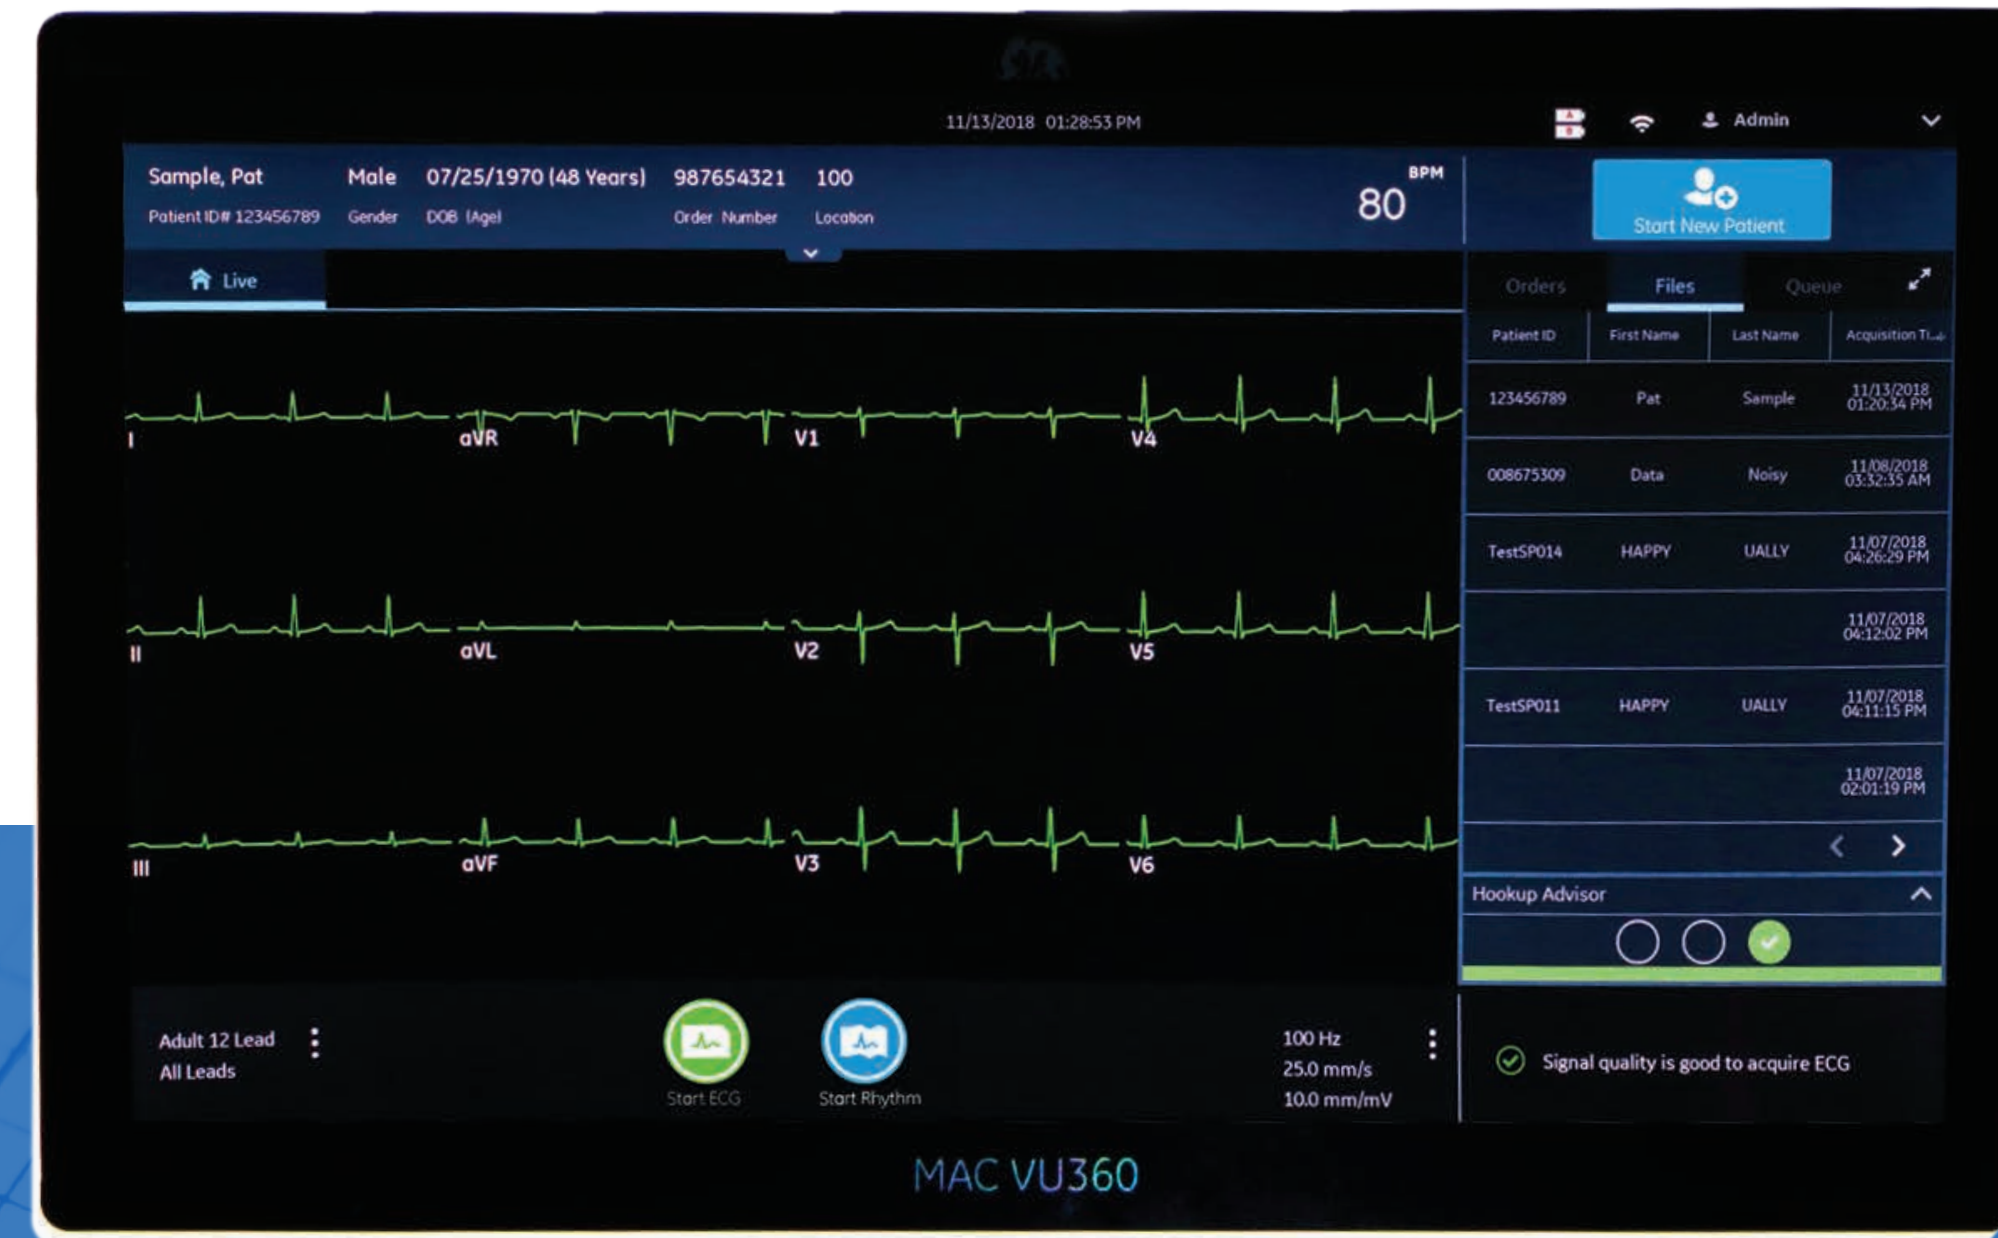 11/13/2018 01:28:53 PM
A
B
Admin
Sample, Pat Male 07/25/1970 (48 Years) 987654321 100
Patient ID# 123456789 Gender DOB (Age) Order Number Location
80 BPM
Start New Patient
Live
Orders Files Queue
Patient ID First Name Last Name Acquisition Ti...
123456789 Pat Sample 11/13/2018
01:20:34 PM
008675309 Data Noisy 11/08/2018
03:32:35 AM
TestSP014 HAPPY UALLY 11/07/2018
04:26:29 PM
11/07/2018
04:12:02 PM
TestSP011 HAPPY UALLY 11/07/2018
04:11:15 PM
11/07/2018
02:01:19 PM
I aVR V1 V4
II aVL V2 V5
III aVF V3 V6
Hookup Advisor
Adult 12 Lead
All Leads
Start ECG
Start Rhythm
100 Hz
25.0 mm/s
10.0 mm/mV
Signal quality is good to acquire ECG
MAC VU360